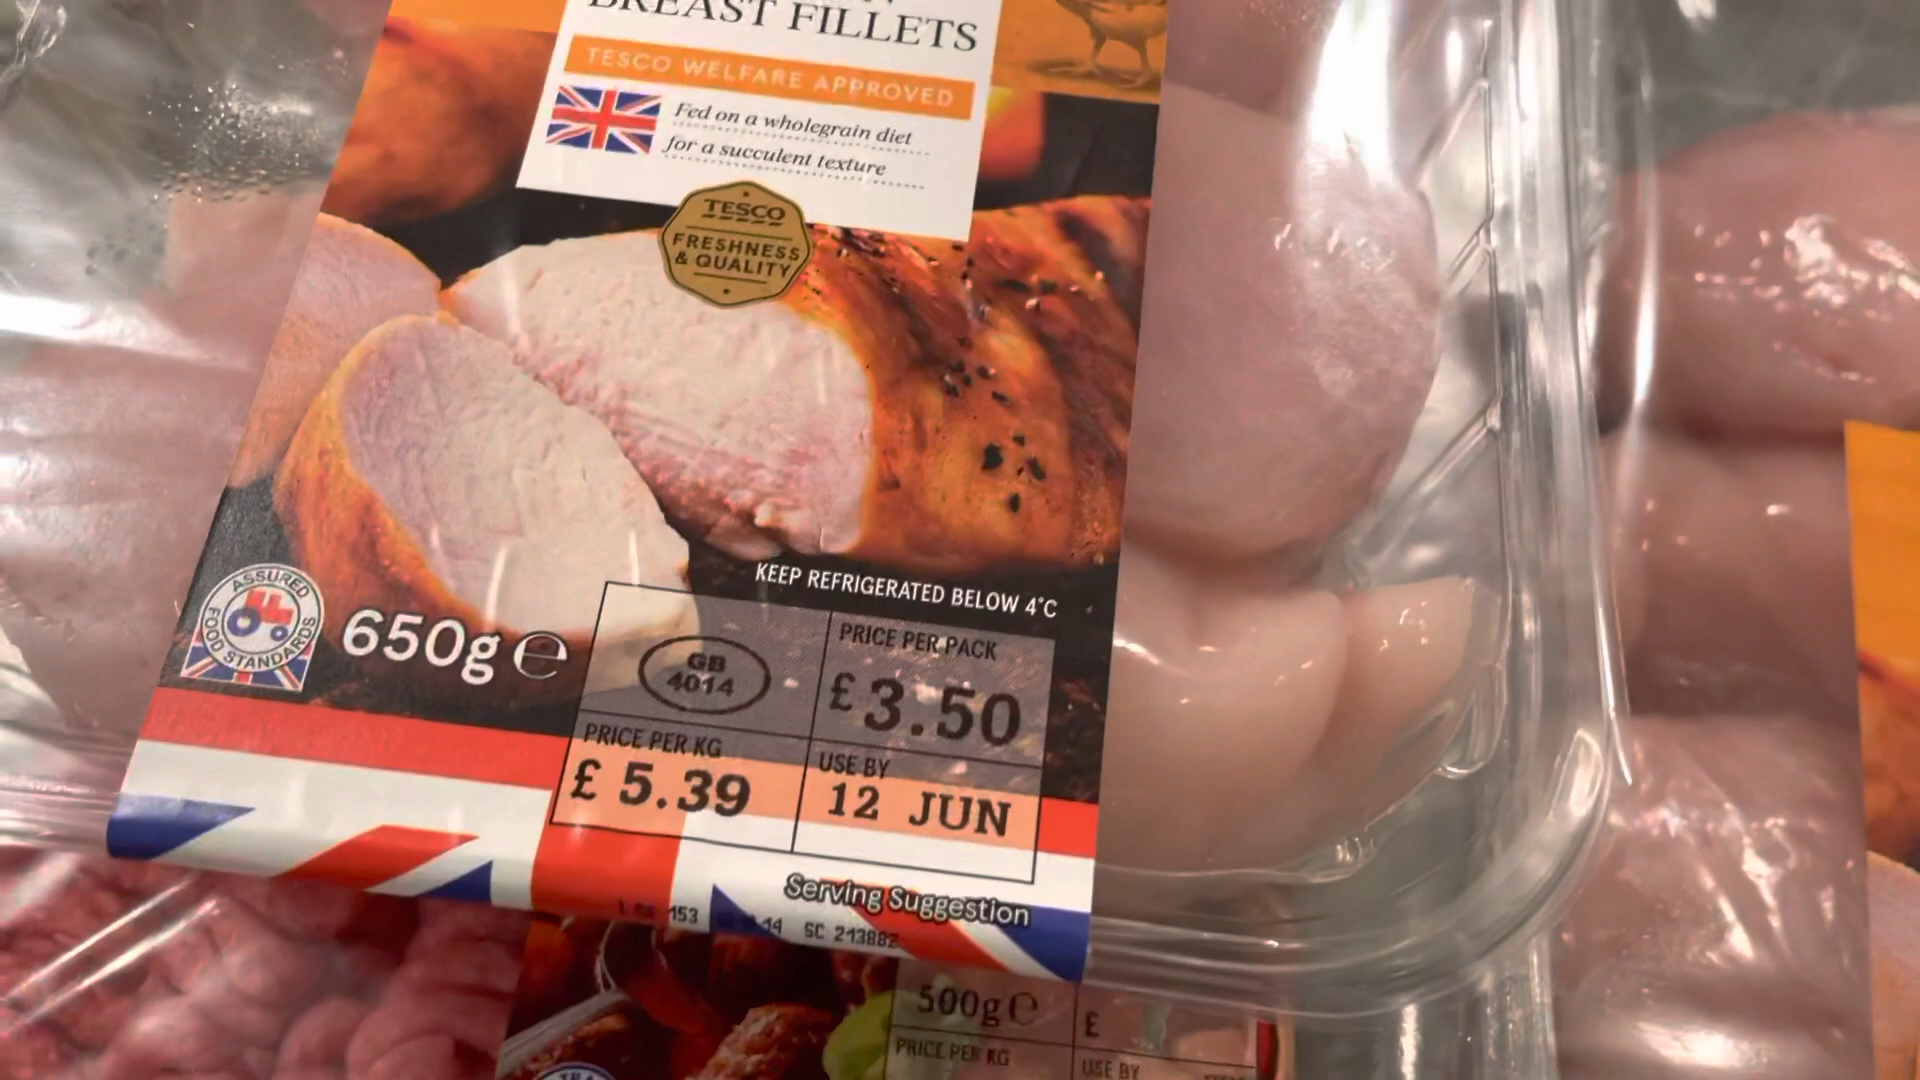 BREAST FILLETS
TESCO WELFARE APPROVED
Fed on a wholegrain diet
for a succulent texture
TESCO
FRESHNESS
& QUALITY
KEEP REFRIGERATED BELOW 4°C
ASSURED
FOOD STANDARDS
650g e
GB
4014
PRICE PER PACK
£3.50
PRICE PER KG
£ 5.39
USE BY
12 JUN
Serving Suggestion
153
14 SC 213882
500g e
£
PRICE PER KG
USE BY